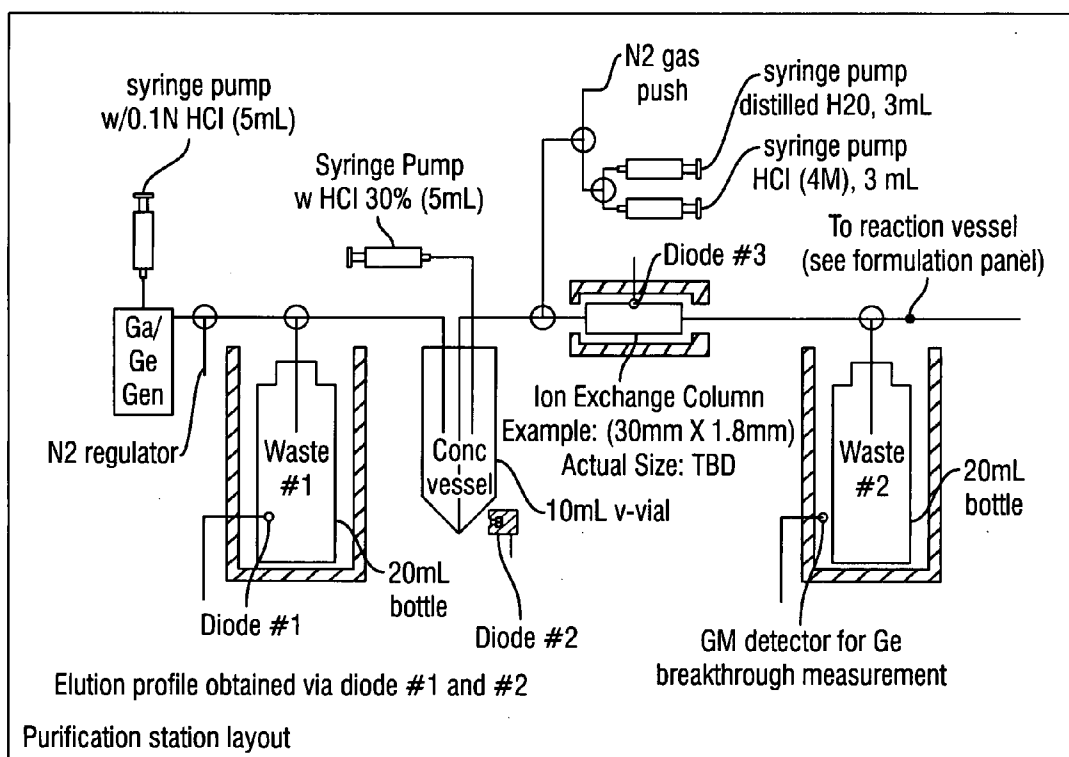 syringe pump
w/0.1N HCl (5mL)
Syringe Pump
w HCl 30% (5mL)
N2 gas
push
syringe pump
distilled H20, 3mL
syringe pump
HCl (4M), 3 mL
To reaction vessel
(see formulation panel)
Diode #3
Ga/
Ge
Gen
N2 regulator
Waste
#1
Conc
vessel
Ion Exchange Column
Example: (30mm X 1.8mm)
Actual Size: TBD
10mL v-vial
Waste
#2
20mL
bottle
20mL
bottle
Diode #1
Diode #2
GM detector for Ge
breakthrough measurement
Elution profile obtained via diode #1 and #2
Purification station layout